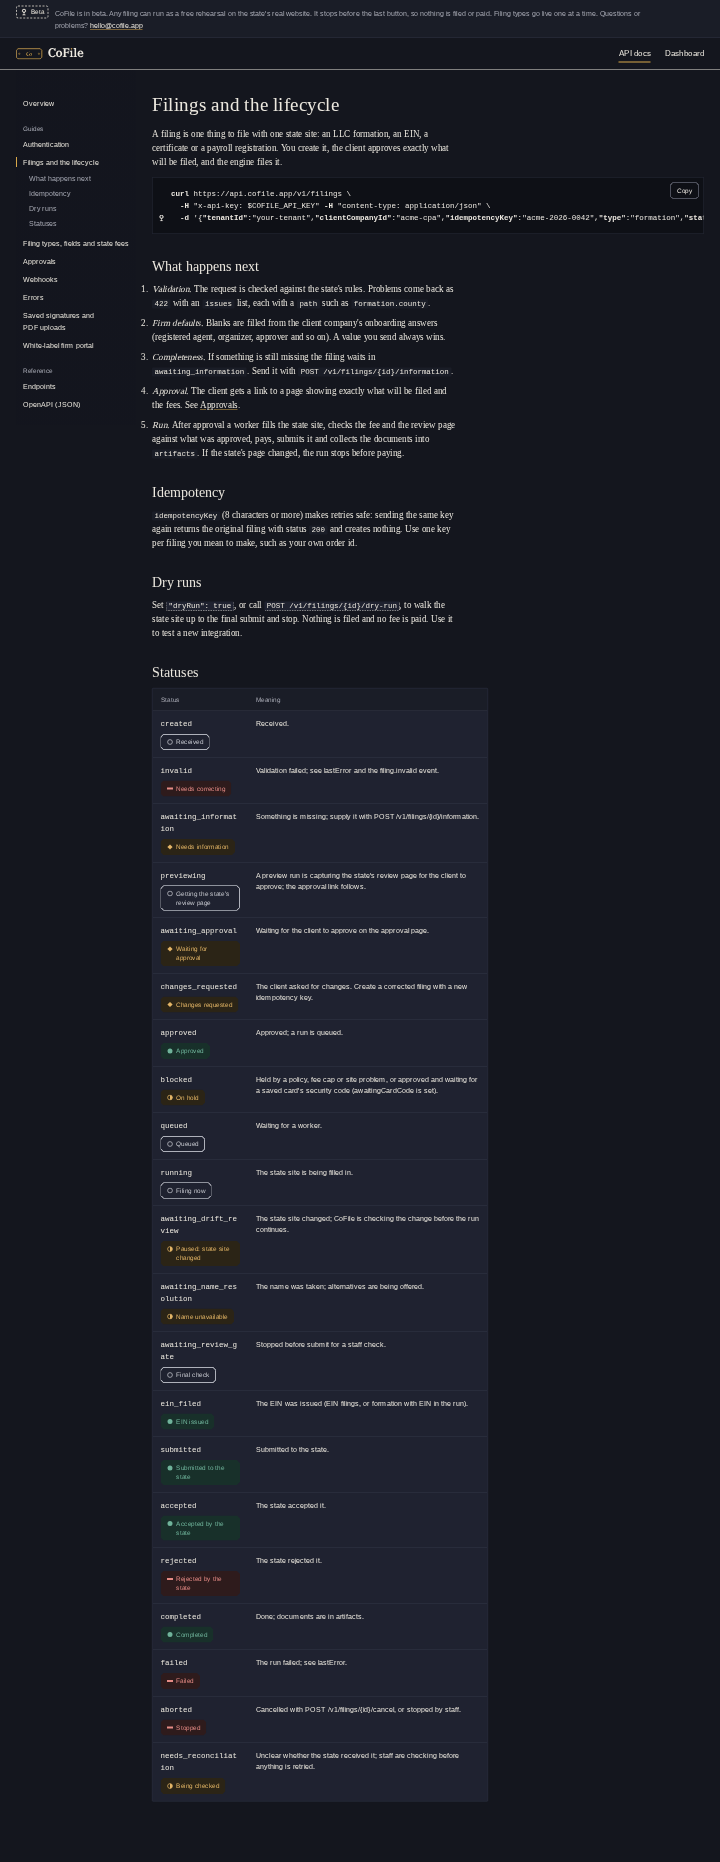 Beta
CoFile is in beta. Any filing can run as a free rehearsal on the state's real website. It stops before the last button, so nothing is filed or paid. Filing types go live one at a time. Questions or
problems? hello@cofile.app
Co CoFile
API docs Dashboard
Overview
Guides
Authentication
Filings and the lifecycle
What happens next
Idempotency
Dry runs
Statuses
Filing types, fields and state fees
Approvals
Webhooks
Errors
Saved signatures and
PDF uploads
White-label firm portal
Reference
Endpoints
OpenAPI (JSON)
Filings and the lifecycle
A filing is one thing to file with one state site: an LLC formation, an EIN, a
certificate or a payroll registration. You create it, the client approves exactly what
will be filed, and the engine files it.
Copy
curl https://api.cofile.app/v1/filings \
-H "x-api-key: $COFILE_API_KEY" -H "content-type: application/json" \
-d '{"tenantId":"your-tenant","clientCompanyId":"acme-cpa","idempotencyKey":"acme-2026-0042","type":"formation","stat
What happens next
1. Validation. The request is checked against the state's rules. Problems come back as
422 with an issues list, each with a path such as formation.county.
2. Firm defaults. Blanks are filled from the client company's onboarding answers
(registered agent, organizer, approver and so on). A value you send always wins.
3. Completeness. If something is still missing the filing waits in
awaiting_information. Send it with POST /v1/filings/{id}/information.
4. Approval. The client gets a link to a page showing exactly what will be filed and
the fees. See Approvals.
5. Run. After approval a worker fills the state site, checks the fee and the review page
against what was approved, pays, submits it and collects the documents into
artifacts. If the state's page changed, the run stops before paying.
Idempotency
idempotencyKey (8 characters or more) makes retries safe: sending the same key
again returns the original filing with status 200 and creates nothing. Use one key
per filing you mean to make, such as your own order id.
Dry runs
Set "dryRun": true, or call POST /v1/filings/{id}/dry-run, to walk the
state site up to the final submit and stop. Nothing is filed and no fee is paid. Use it
to test a new integration.
Statuses
Status Meaning
created Received.
Received
invalid Validation failed; see lastError and the filing.invalid event.
Needs correcting
awaiting_informat Something is missing; supply it with POST /v1/filings/{id}/information.
ion
Needs information
previewing A preview run is capturing the state's review page for the client to
approve; the approval link follows.
Getting the state's
review page
awaiting_approval Waiting for the client to approve on the approval page.
Waiting for
approval
changes_requested The client asked for changes. Create a corrected filing with a new
idempotency key.
Changes requested
approved Approved; a run is queued.
Approved
blocked Held by a policy, fee cap or site problem, or approved and waiting for
a saved card's security code (awaitingCardCode is set).
On hold
queued Waiting for a worker.
Queued
running The state site is being filled in.
Filing now
awaiting_drift_re The state site changed; CoFile is checking the change before the run
view continues.
Paused: state site
changed
awaiting_name_res The name was taken; alternatives are being offered.
olution
Name unavailable
awaiting_review_g Stopped before submit for a staff check.
ate
Final check
ein_filed The EIN was issued (EIN filings, or formation with EIN in the run).
EIN issued
submitted Submitted to the state.
Submitted to the
state
accepted The state accepted it.
Accepted by the
state
rejected The state rejected it.
Rejected by the
state
completed Done; documents are in artifacts.
Completed
failed The run failed; see lastError.
Failed
aborted Cancelled with POST /v1/filings/{id}/cancel, or stopped by staff.
Stopped
needs_reconciliat Unclear whether the state received it; staff are checking before
ion anything is retried.
Being checked